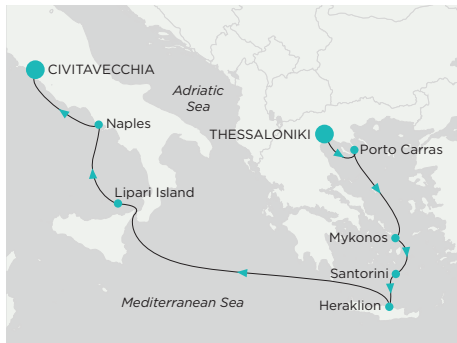 CIVITAVECCHIA
Adriatic
Sea
Naples
THESSALONIKI
Porto Carras
Lipari Island
Mykonos
Santorini
Mediterranean Sea
Heraklion